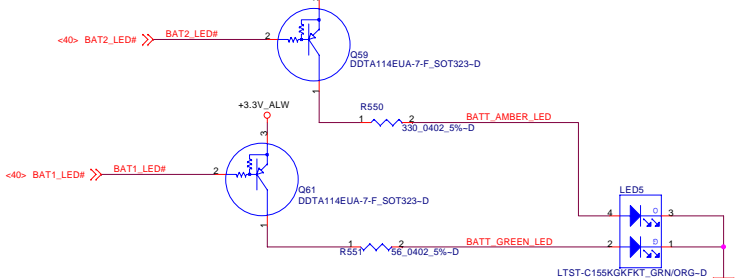 <40> BAT2_LED#
BAT2_LED#
2
Q59
DDTA114EUA-7-F_SOT323~D
1
R550
1
2
330_0402_5%~D
BATT_AMBER_LED
+3.3V_ALW
3
<40> BAT1_LED#
BAT1_LED#
2
Q61
DDTA114EUA-7-F_SOT323~D
1
R551
1
2
56_0402_5%~D
BATT_GREEN_LED
LED5
4
O
3
2
G
1
LTST-C155KGKFKT_GRN/ORG~D